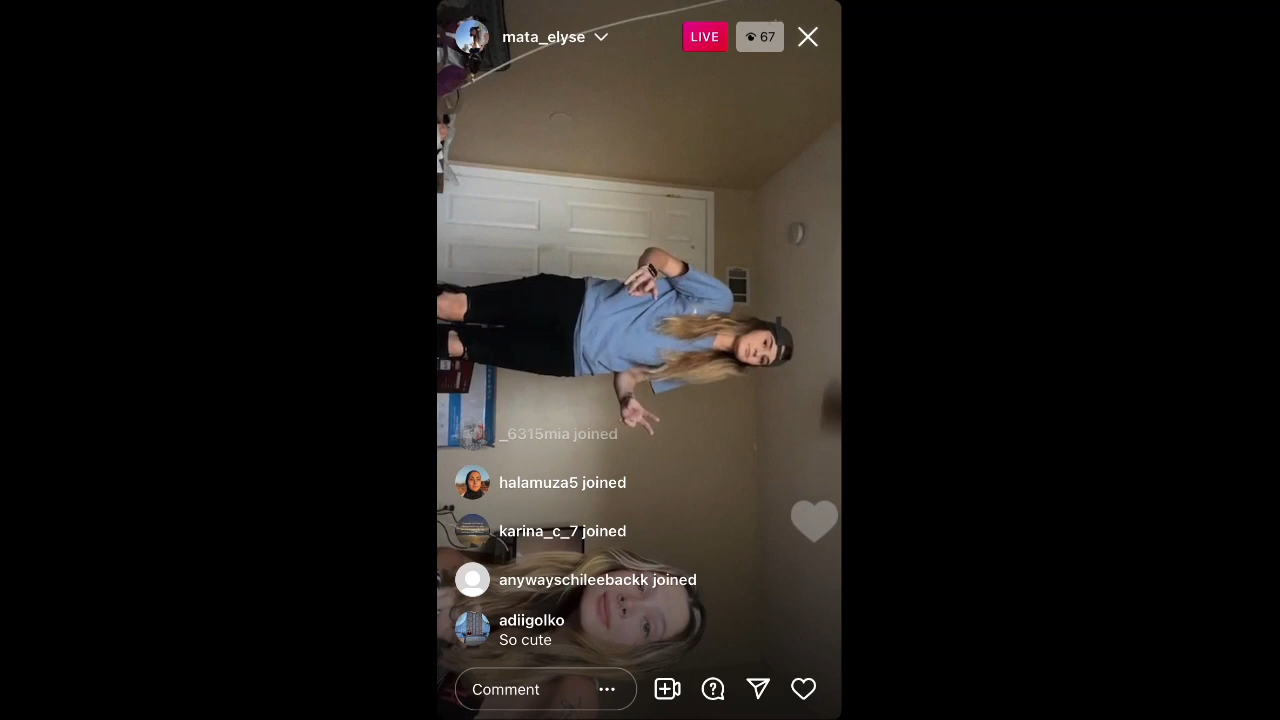 mata_elyse
LIVE
67
_6315mia joined
halamuza5 joined
karina_c_7 joined
anywayschileebackk joined
adiigolko
So cute
Comment